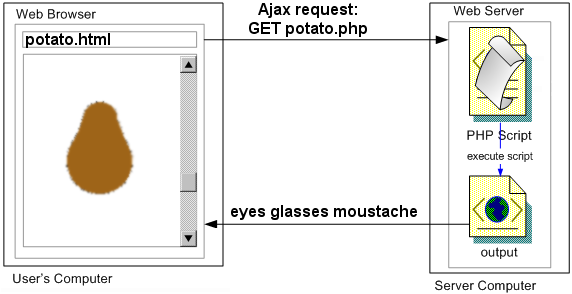 Web Browser
potato.html
User's Computer
Ajax request:
GET potato.php
eyes glasses moustache
Web Server
PHP Script
execute script
output
Server Computer